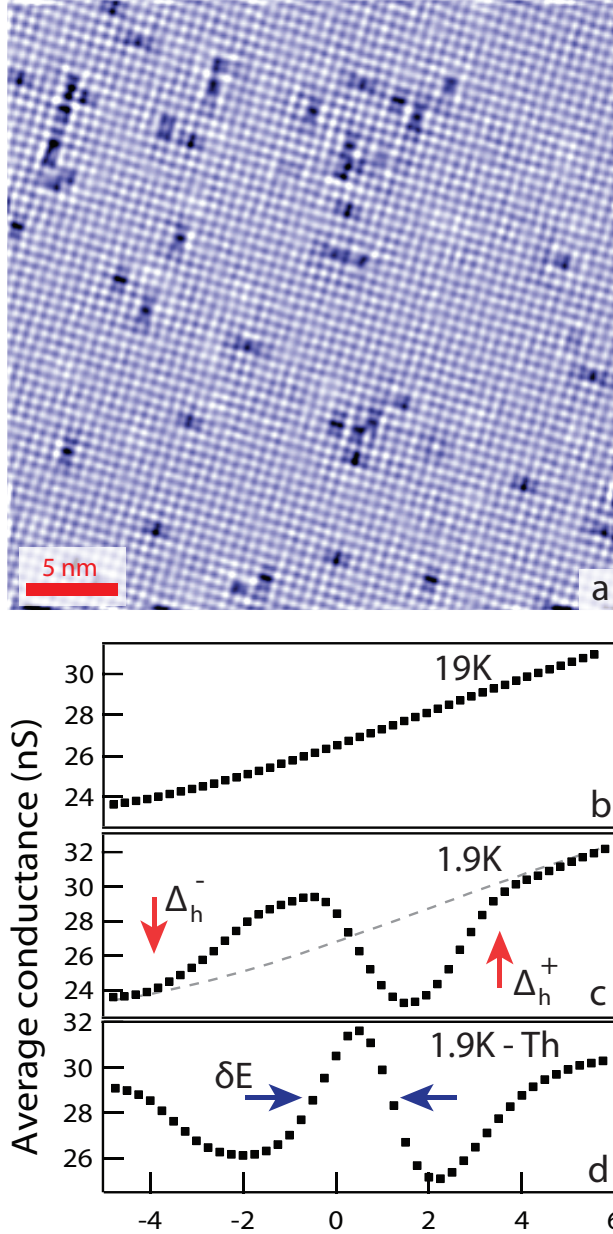 5 nm
a
Average conductance (nS)
30
28
26
24
19K
b
32
30
28
26
24
Δh-
1.9K
Δh+
c
32
30
28
26
δE
1.9K - Th
d
-4 -2 0 2 4 6